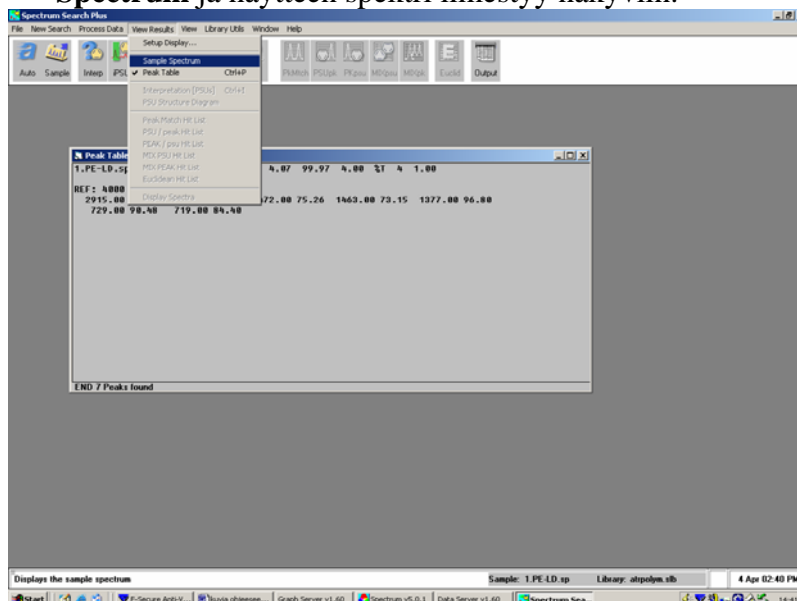 Spectrum ja näytteen spektri ilmestyy näkyviin.
Spectrum Search Plus
File New Search Process Data View Results View Library Utils Window Help
Setup Display...
Sample Spectrum
Peak Table Ctrl+P
Interpretation [PSUs] Ctrl+I
PSU Structure Diagram
Peak Match Hit List
PSU / peak Hit List
PEAK / psu Hit List
MIX PSU Hit List
MIX PEAK Hit List
Euclidean Hit List
Display Spectra
Auto Sample Interp PSU PkMtch PSUpk PKpsu MIXpsu MIXpk Euclid Output
Peak Table
1.PE-LD.sp 4.07 99.97 4.00 %T 4 1.00
REF: 4000
2915.00 72.00 75.26 1463.00 73.15 1377.00 96.80
729.00 90.48 719.00 84.40
END 7 Peaks found
Displays the sample spectrum Sample: 1.PE-LD.sp Library: atrpolym.slb 4 Apr 02:40 PM
Start F-Secure Anti-V... Graph Server v1.60 Spectrum v5.0.1 Data Server v1.60 Spectrum Sea...